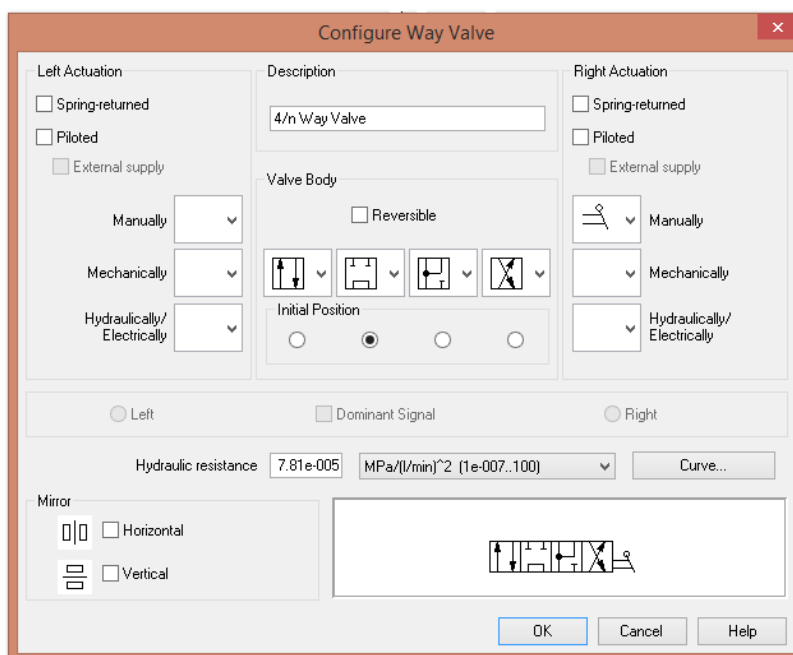 Configure Way Valve
Left Actuation
Spring-returned
Piloted
External supply
Manually
Mechanically
Hydraulically/
Electrically
Description
4/n Way Valve
Valve Body
Reversible
Initial Position
Right Actuation
Spring-returned
Piloted
External supply
Manually
Mechanically
Hydraulically/
Electrically
Left
Dominant Signal
Right
Hydraulic resistance 7.81e-005 MPa/(l/min)^2 (1e-007..100) Curve...
Mirror
Horizontal
Vertical
OK Cancel Help